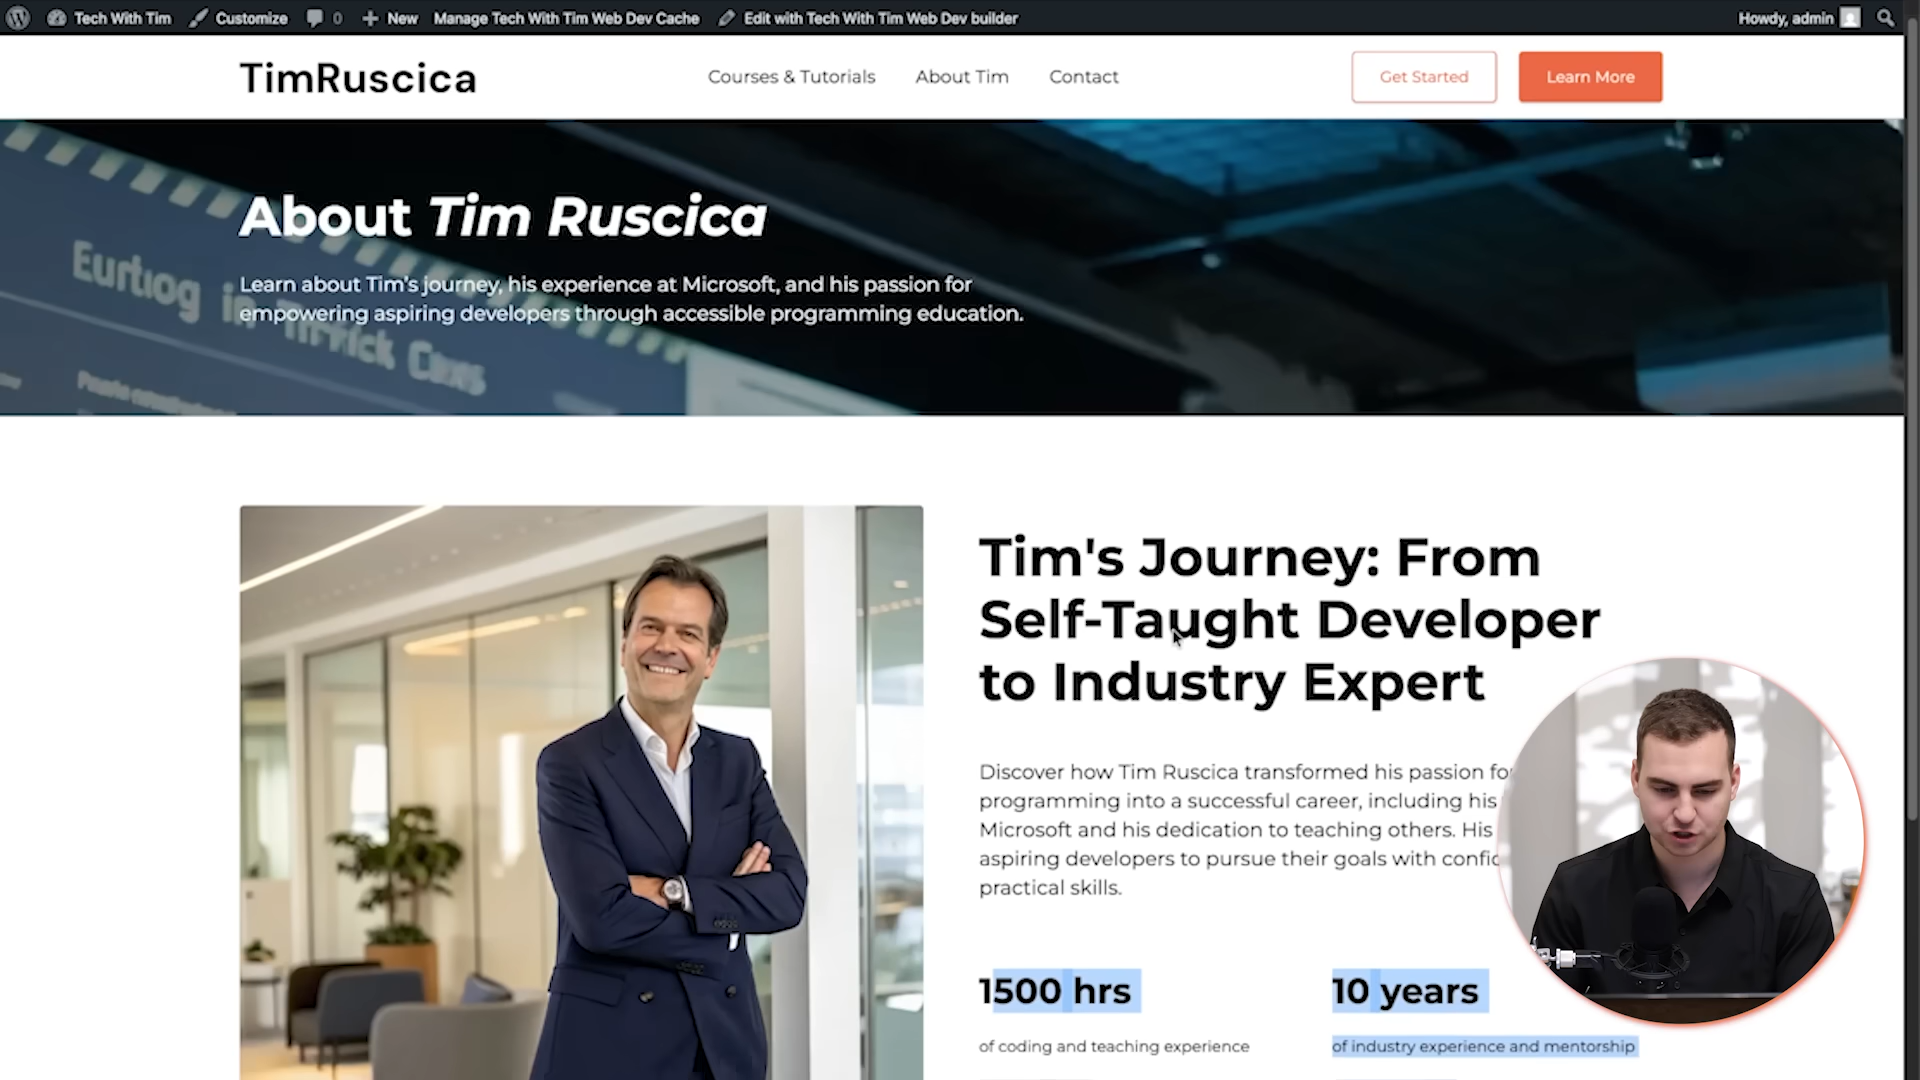 Tech With Tim Customize 0 New Manage Tech With Tim Web Dev Cache Edit with Tech With Tim Web Dev builder Howdy, admin
TimRuscica Courses & Tutorials About Tim Contact Get Started Learn More
About Tim Ruscica
Learn about Tim's journey, his experience at Microsoft, and his passion for
empowering aspiring developers through accessible programming education.
Tim's Journey: From
Self-Taught Developer
to Industry Expert
Discover how Tim Ruscica transformed his passion for
programming into a successful career, including his
Microsoft and his dedication to teaching others. His
aspiring developers to pursue their goals with
practical skills.
1500 hrs
of coding and teaching experience
10 years
of industry experience and mentorship